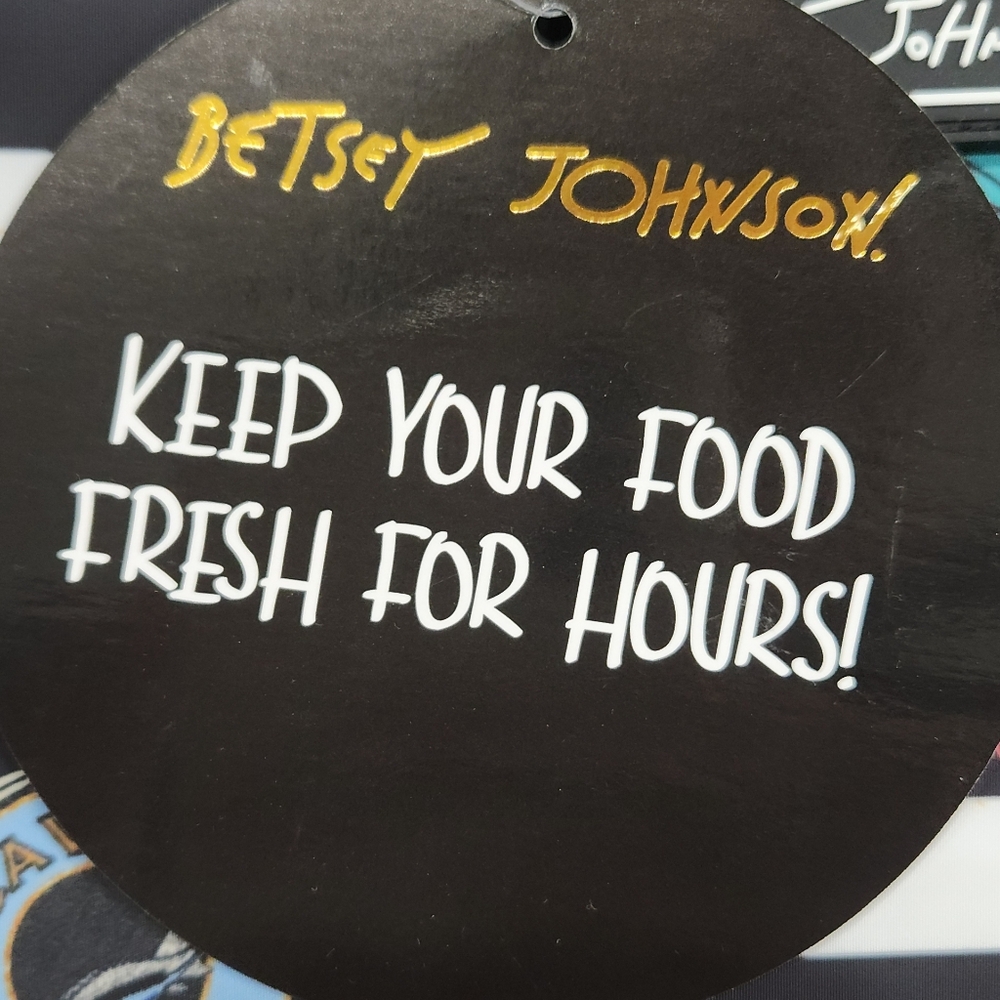 BETSEY JOHNSON.
KEEP YOUR FOOD
FRESH FOR HOURS!